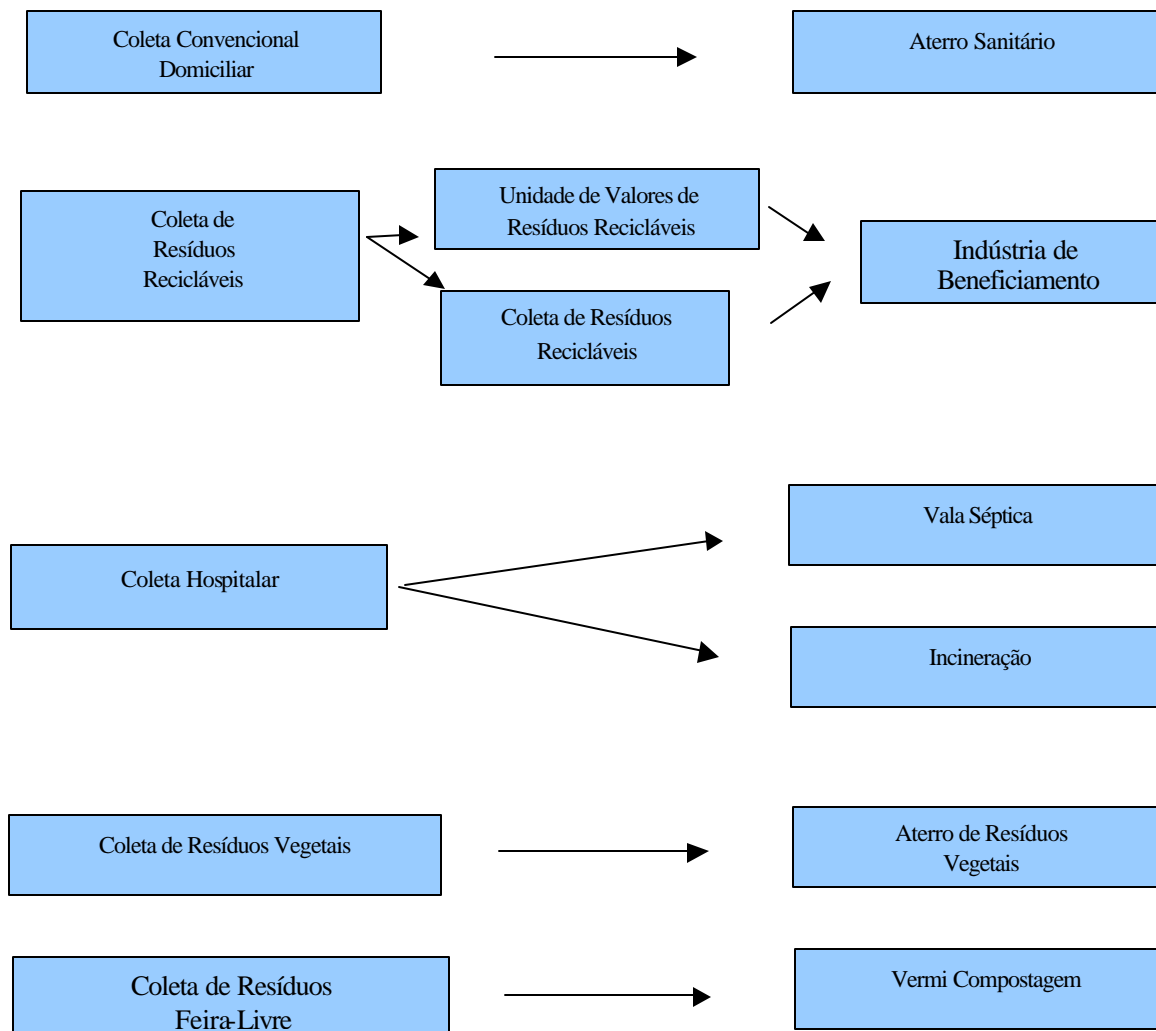 Coleta Convencional
Domiciliar
Aterro Sanitário
Coleta de
Resíduos
Recicláveis
Unidade de Valores de
Resíduos Recicláveis
Coleta de Resíduos
Recicláveis
Indústria de
Beneficiamento
Coleta Hospitalar
Vala Séptica
Incineração
Coleta de Resíduos Vegetais
Aterro de Resíduos
Vegetais
Coleta de Resíduos
Feira-Livre
Vermi Compostagem